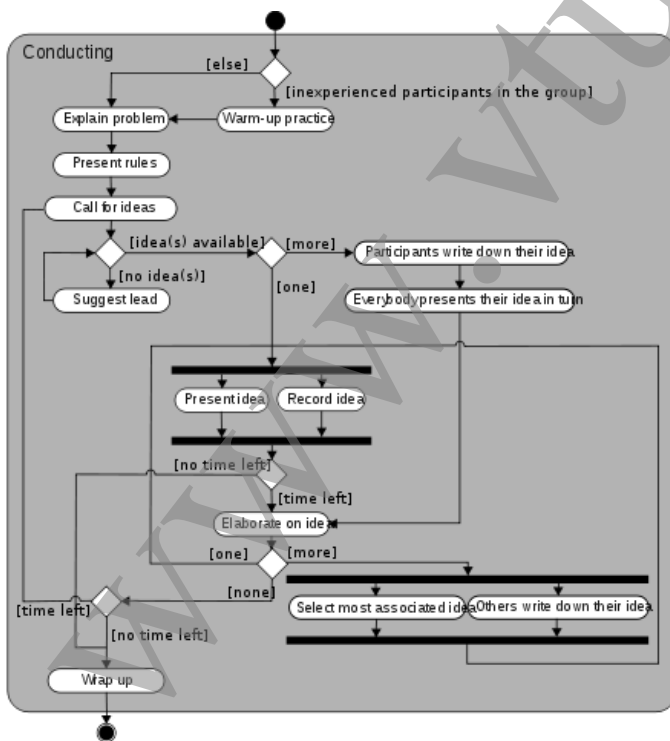 Conducting
[else]
[inexperienced participants in the group]
Explain problem
Warm-up practice
Present rules
Call for ideas
[idea(s) available]
[more]
Participants write down their idea
[no idea(s)]
[one]
Suggest lead
Everybody presents their idea in turn
Present idea
Record idea
[no time left]
[time left]
Elaborate on idea
[one]
[more]
[none]
[time left]
Select most associated idea
Others write down their idea
[no time left]
Wrap up
www.vtu